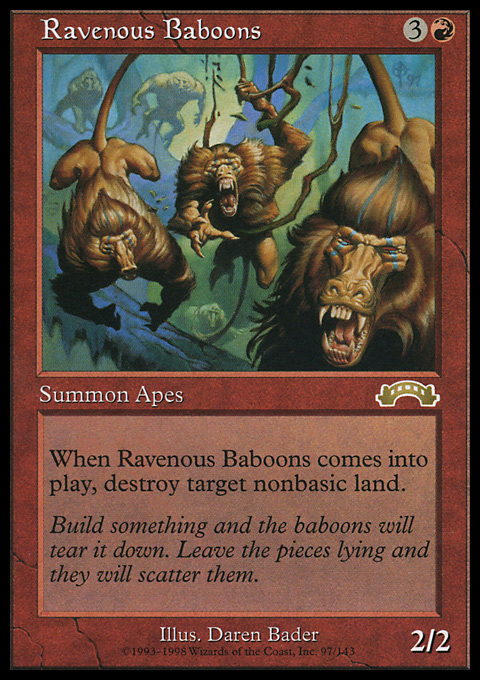 Ravenous Baboons 3
Summon Apes
When Ravenous Baboons comes into
play, destroy target nonbasic land.
Build something and the baboons will
tear it down. Leave the pieces lying and
they will scatter them.
Illus. Daren Bader
©1993-1998 Wizards of the Coast, Inc. 97/143
2/2